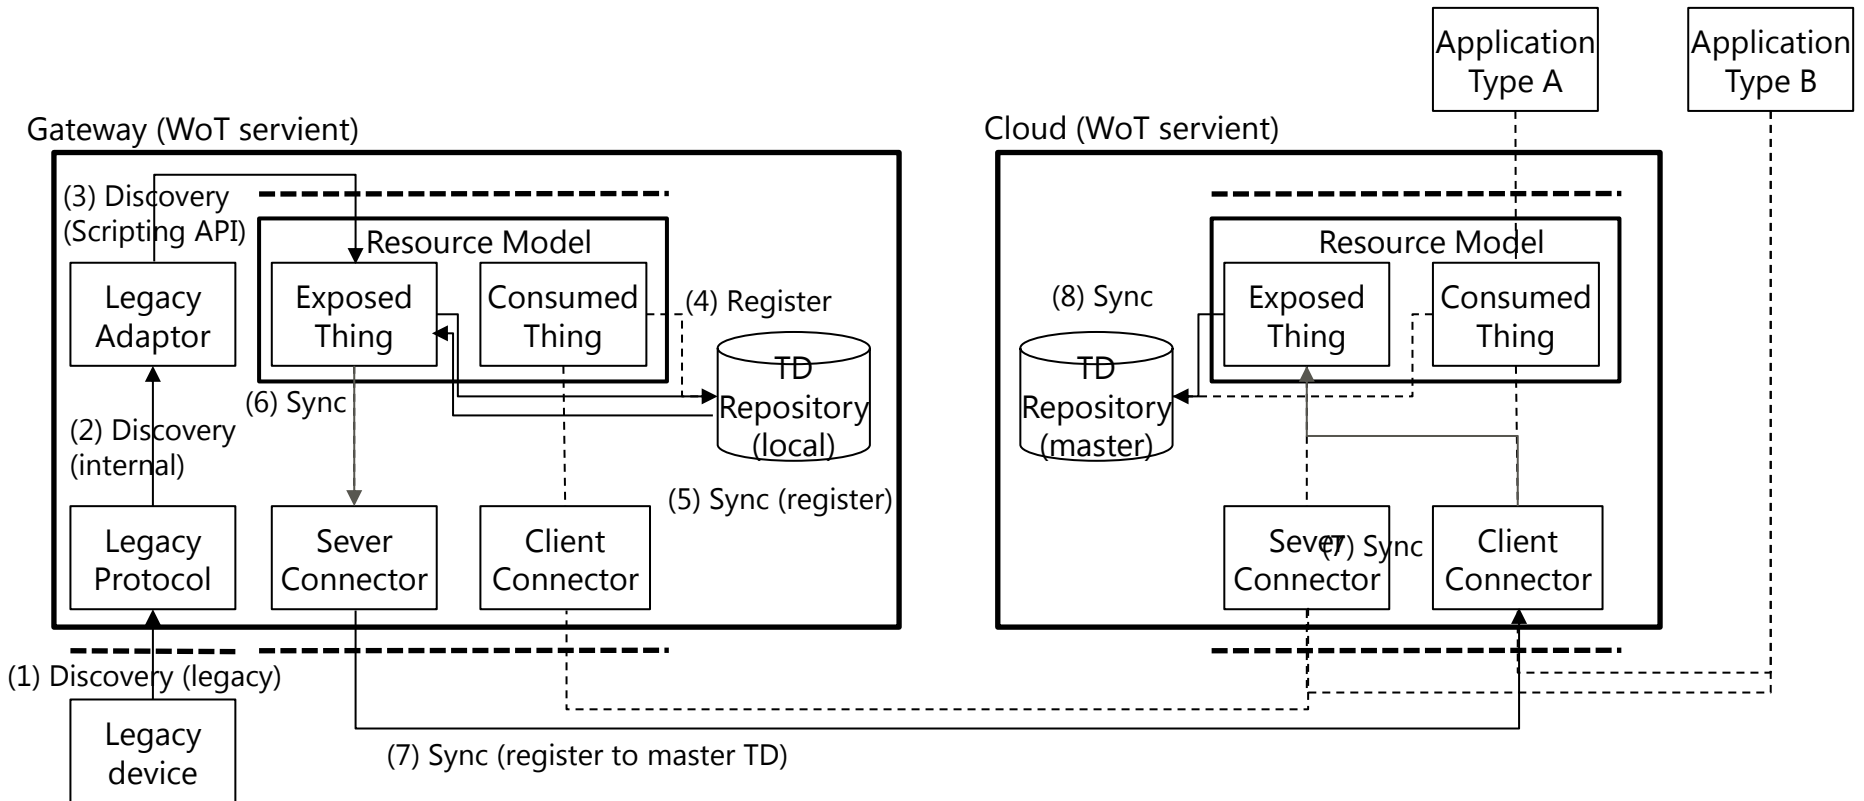 Application
Type A
Application
Type B
Gateway (WoT servient)
Cloud (WoT servient)
(3) Discovery
(Scripting API)
Resource Model
Legacy
Adaptor
Exposed
Thing
Consumed
Thing
(4) Register
TD
Repository
(local)
(6) Sync
(2) Discovery
(internal)
(5) Sync (register)
Legacy
Protocol
Sever
Connector
Client
Connector
(1) Discovery (legacy)
Legacy
device
(7) Sync (register to master TD)
Resource Model
(8) Sync
Exposed
Thing
Consumed
Thing
TD
Repository
(master)
Sever
Connector
(7) Sync
Client
Connector